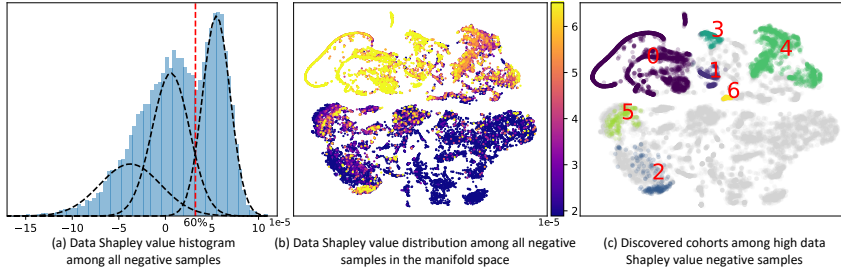 6
5
4
3
2
1e-5
0
1
2
3
4
5
6
−15
−10
−5
0
5
10
60%
1e-5
(a) Data Shapley value histogram
among all negative samples
(b) Data Shapley value distribution among all negative
samples in the manifold space
(c) Discovered cohorts among high data
Shapley value negative samples